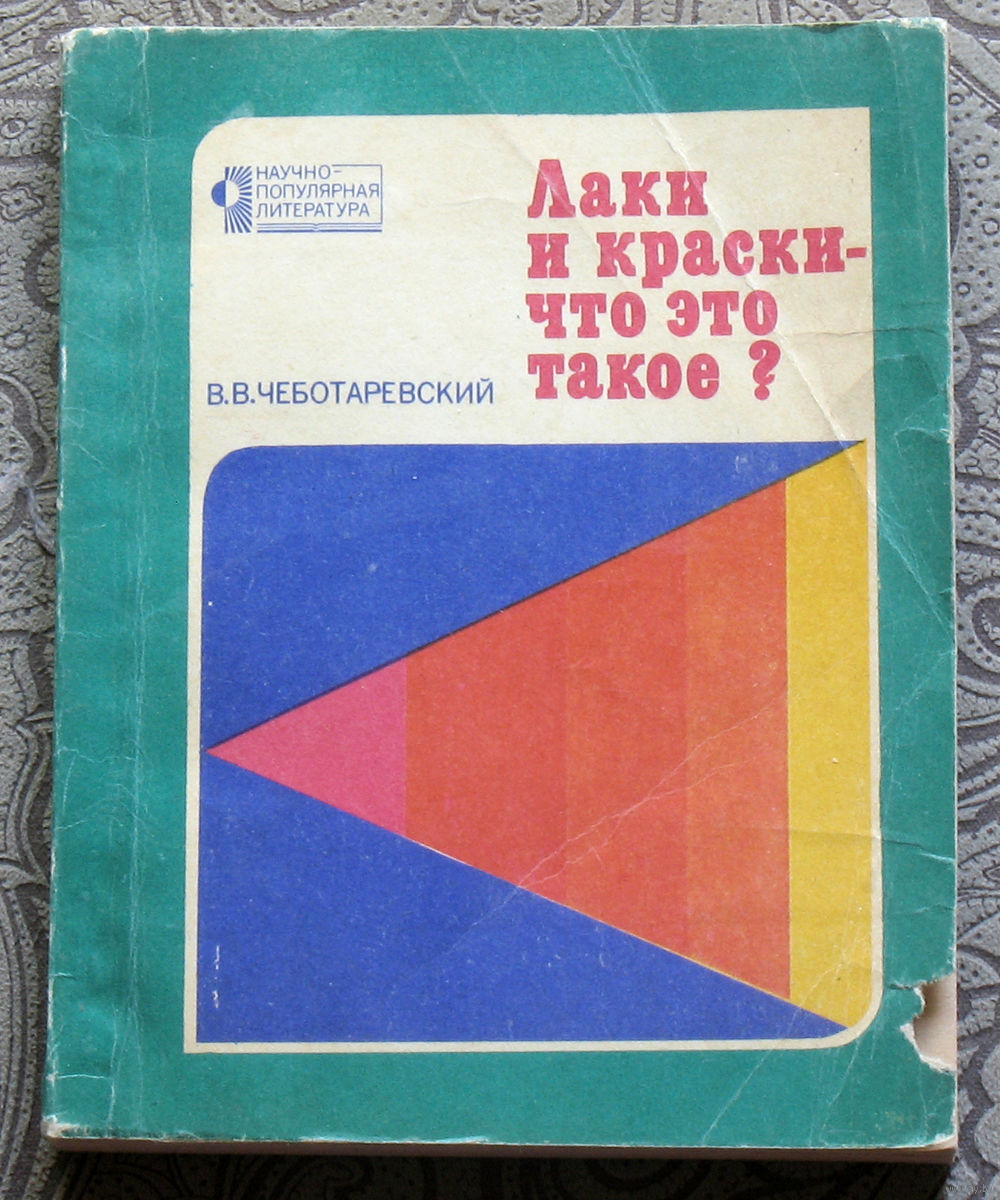 НАУЧНО-
ПОПУЛЯРНАЯ
ЛИТЕРАТУРА
Лаки
и краски-
что это
такое?
В.В.ЧЕБОТАРЕВСКИЙ